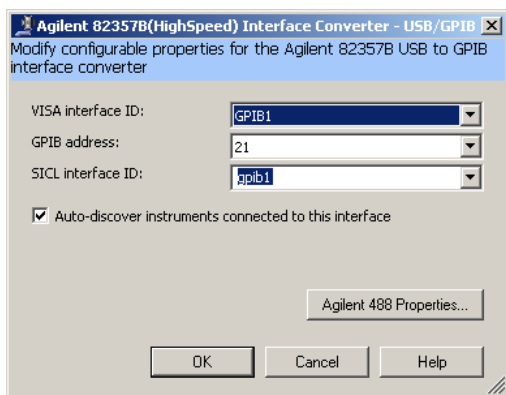 Agilent 82357B(HighSpeed) Interface Converter - USB/GPIB
Modify configurable properties for the Agilent 82357B USB to GPIB
interface converter
VISA interface ID:
GPIB1
GPIB address:
21
SICL interface ID:
gpib1
Auto-discover instruments connected to this interface
Agilent 488 Properties...
OK
Cancel
Help